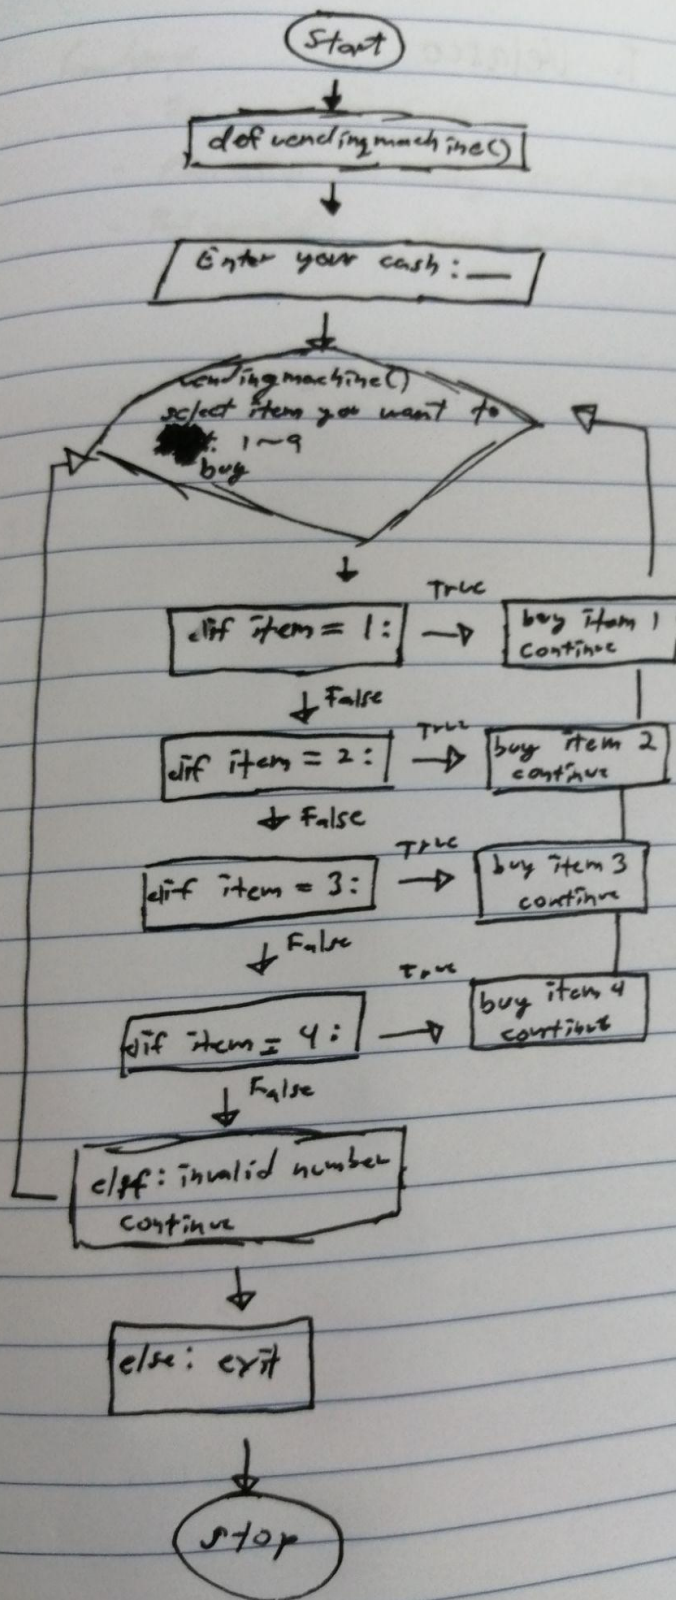 Start
def vendingmachine()
Enter your cash: __
vendingmachine()
select item you want to
: 1~9
buy
elif item = 1:
True
buy item 1
continue
False
elif item = 2:
True
buy item 2
continue
False
elif item = 3:
True
buy item 3
continue
False
elif item = 4:
True
buy item 4
continue
False
elif: invalid number
continue
else: exit
stop